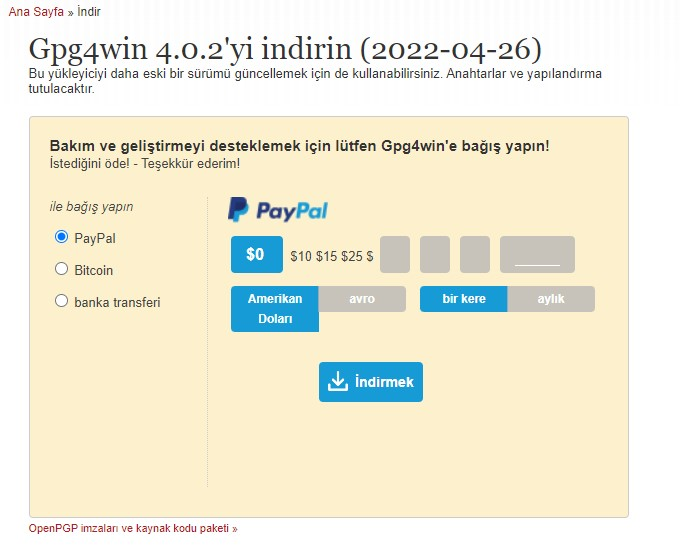 Ana Sayfa » İndir
Gpg4win 4.0.2'yi indirin (2022-04-26)
Bu yükleyiciyi daha eski bir sürümü güncellemek için de kullanabilirsiniz. Anahtarlar ve yapılandırma
tutulacaktır.
Bakım ve geliştirmeyi desteklemek için lütfen Gpg4win'e bağış yapın!
İstediğini öde! - Teşekkür ederim!
ile bağış yapın
PayPal
Bitcoin
banka transferi
PayPal
$0 $10 $15 $25 $
Amerikan Doları
avro
bir kere
aylık
İndirmek
OpenPGP imzaları ve kaynak kodu paketi »